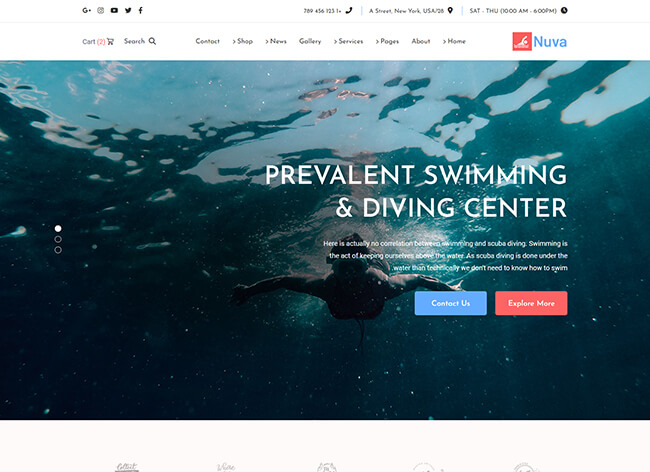 789 456 123 1+
A Street, New York, USA/28
SAT - THU (10:00 AM - 6:00PM)
Cart (2)
Search
Contact
Shop
News
Gallery
Services
Pages
About
Home
Nuva
PREVALENT SWIMMING
& DIVING CENTER
Here is actually no correlation between swimming and scuba diving. Swimming is
the act of keeping ourselves above the water. As scuba diving is done under the
.water than technically we don't need to know how to swim
Contact Us
Explore More